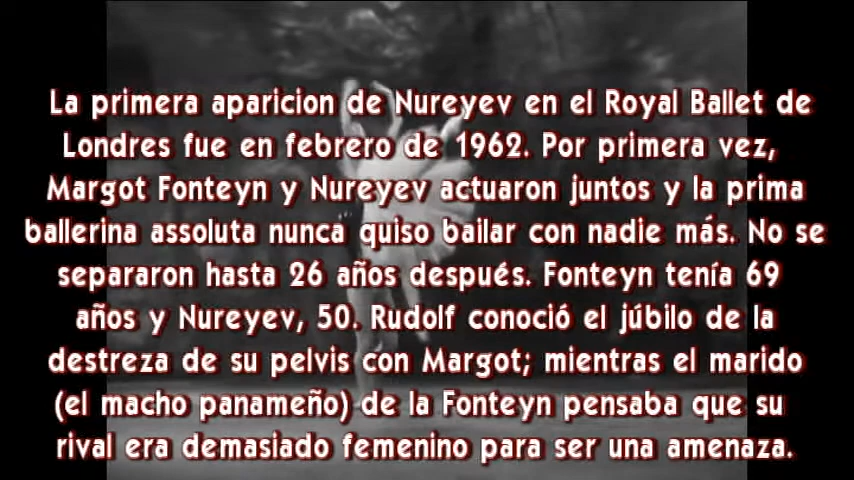 La primera aparicion de Nureyev en el Royal Ballet de
Londres fue en febrero de 1962. Por primera vez,
Margot Fonteyn y Nureyev actuaron juntos y la prima
ballerina assoluta nunca quiso bailar con nadie más. No se
separaron hasta 26 años después. Fonteyn tenía 69
años y Nureyev, 50. Rudolf conoció el júbilo de la
destreza de su pelvis con Margot; mientras el marido
(el macho panameño) de la Fonteyn pensaba que su
rival era demasiado femenino para ser una amenaza.